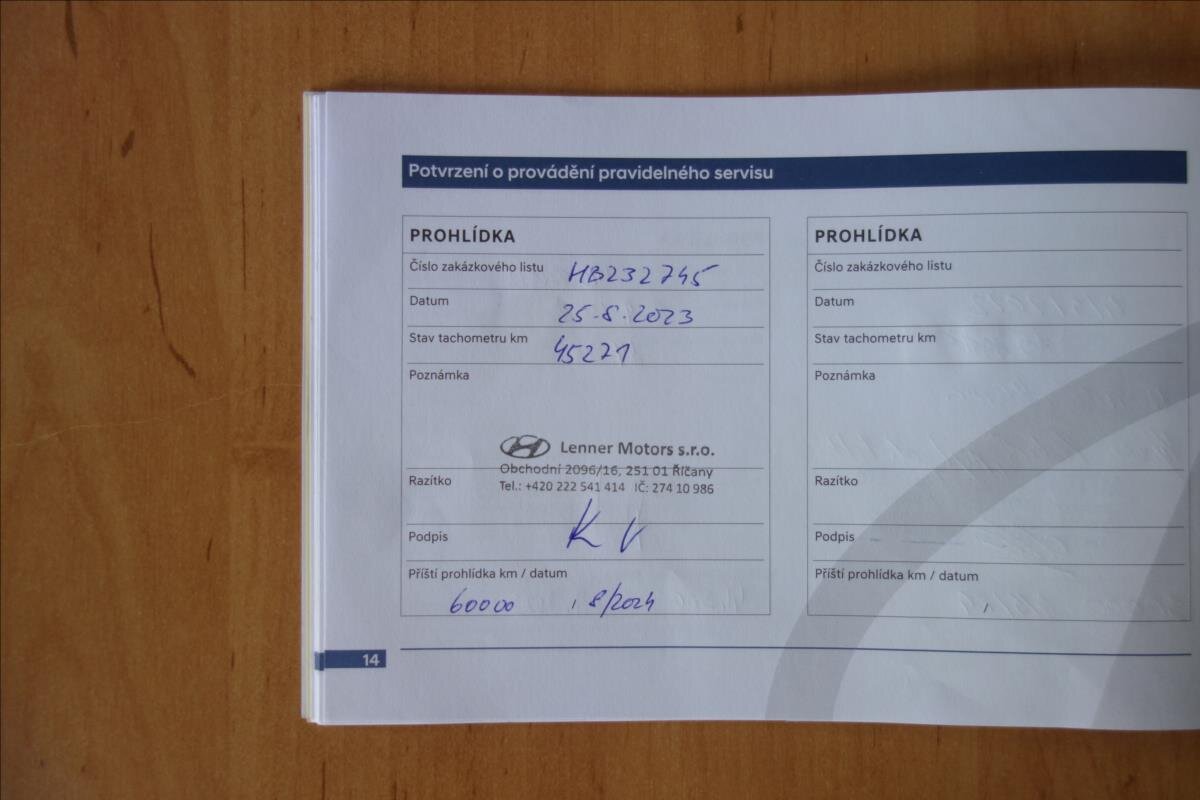 Potvrzení o provádění pravidelného servisu
PROHLÍDKA
Číslo zakázkového listu HB232745
Datum 25.8.2023
Stav tachometru km 45271
Poznámka
Lenner Motors s.r.o.
Obchodní 2096/16, 251 01 Říčany
Razítko
Tel.: +420 222 541 414 IČ: 274 10 986
Podpis KV
Příští prohlídka km / datum
60000 / 8/2024
PROHLÍDKA
Číslo zakázkového listu
Datum
Stav tachometru km
Poznámka
Razítko
Podpis
Příští prohlídka km / datum
/
14